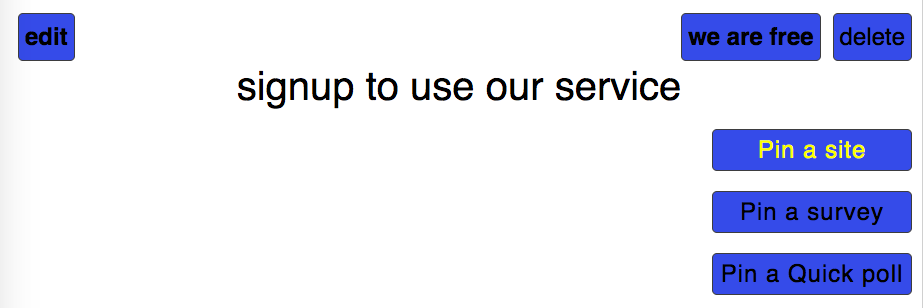 edit
we are free
delete
signup to use our service
Pin a site
Pin a survey
Pin a Quick poll